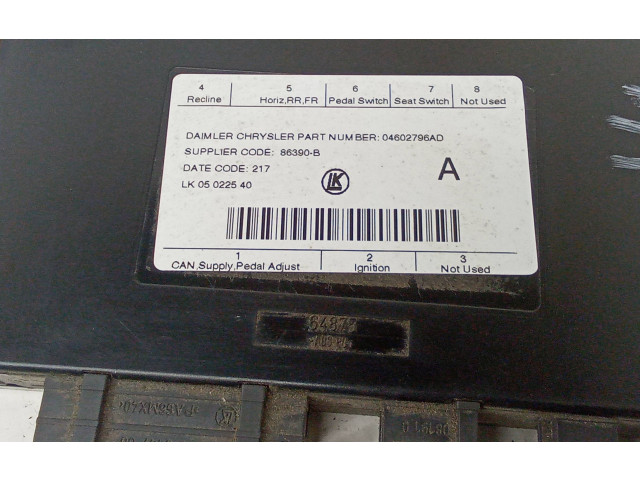 4 5 6 7 8
Recline Horiz,RR,FR Pedal Switch Seat Switch Not Used
DAIMLER CHRYSLER PART NUMBER: 04602796AD
SUPPLIER CODE: 86390-B
DATE CODE: 217
LK 05 0225 40
LK
A
1 2 3
CAN,Supply,Pedal Adjust Ignition Not Used